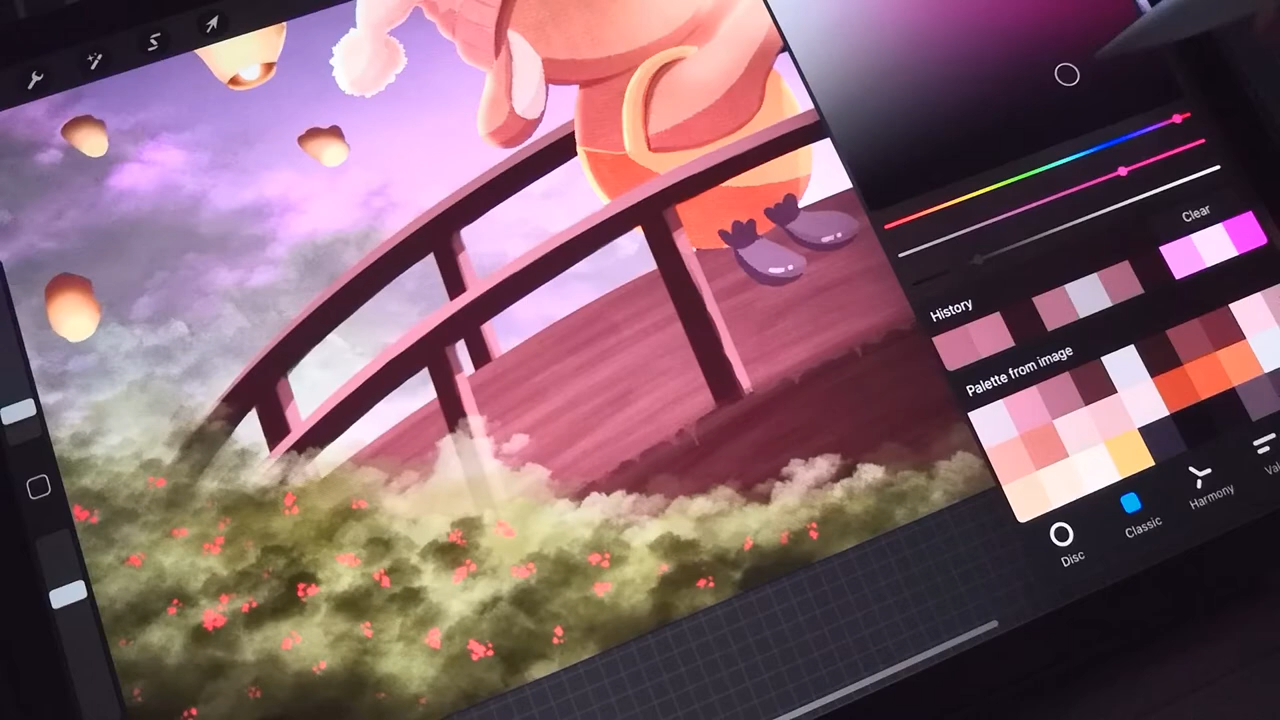 Clear
History
Palette from image
Disc
Classic
Harmony